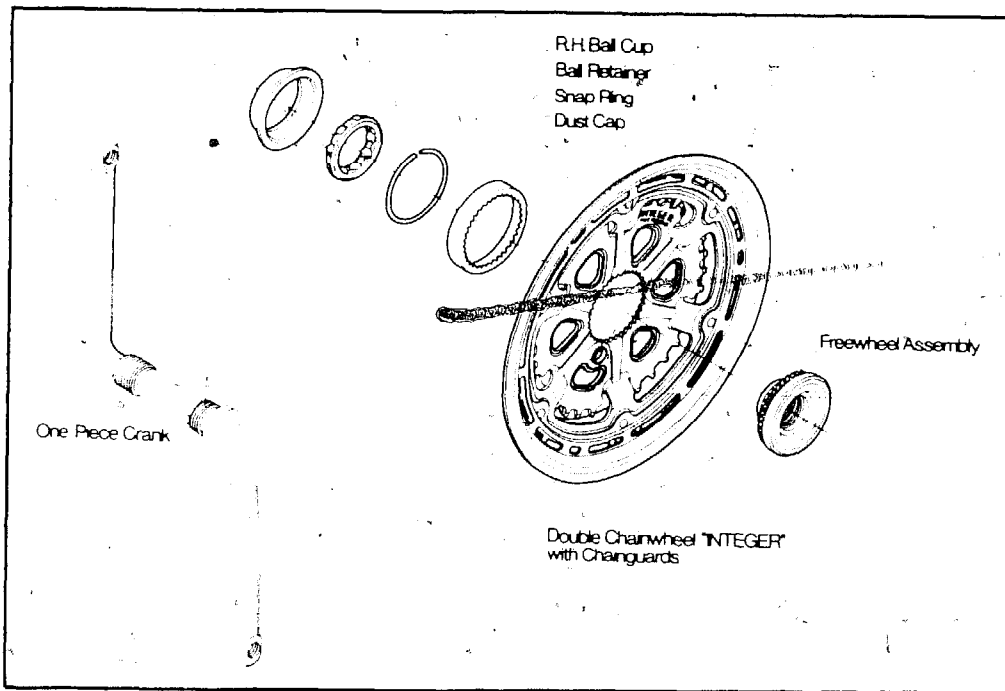 R.H. Ball Cup
Ball Retainer
Snap Ring
Dust Cap
Freewheel Assembly
One Piece Crank
Double Chainwheel "INTEGER"
with Chainguards